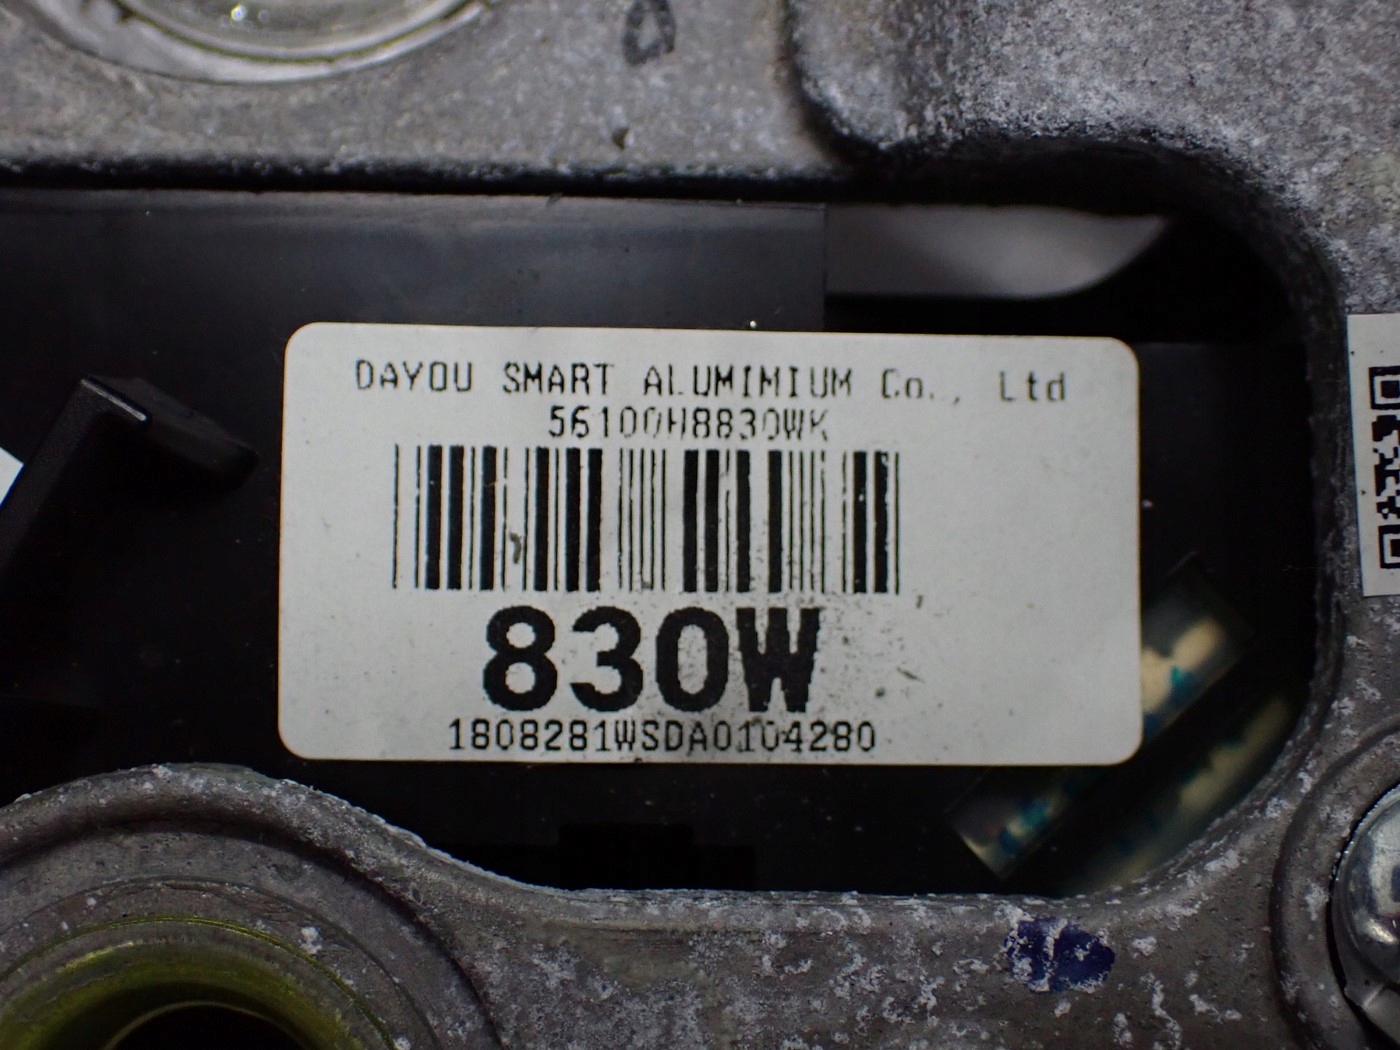 DAYOU SMART ALUMIMIUM Co., Ltd
56100H8830WK
830W
1808281WSDA0104280